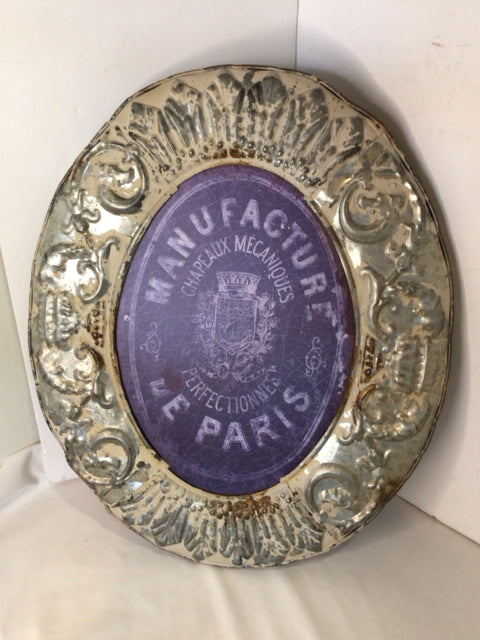 MANUFACTURE
CHAPEAUX MECANIQUES
PERFECTIONNES
DE PARIS